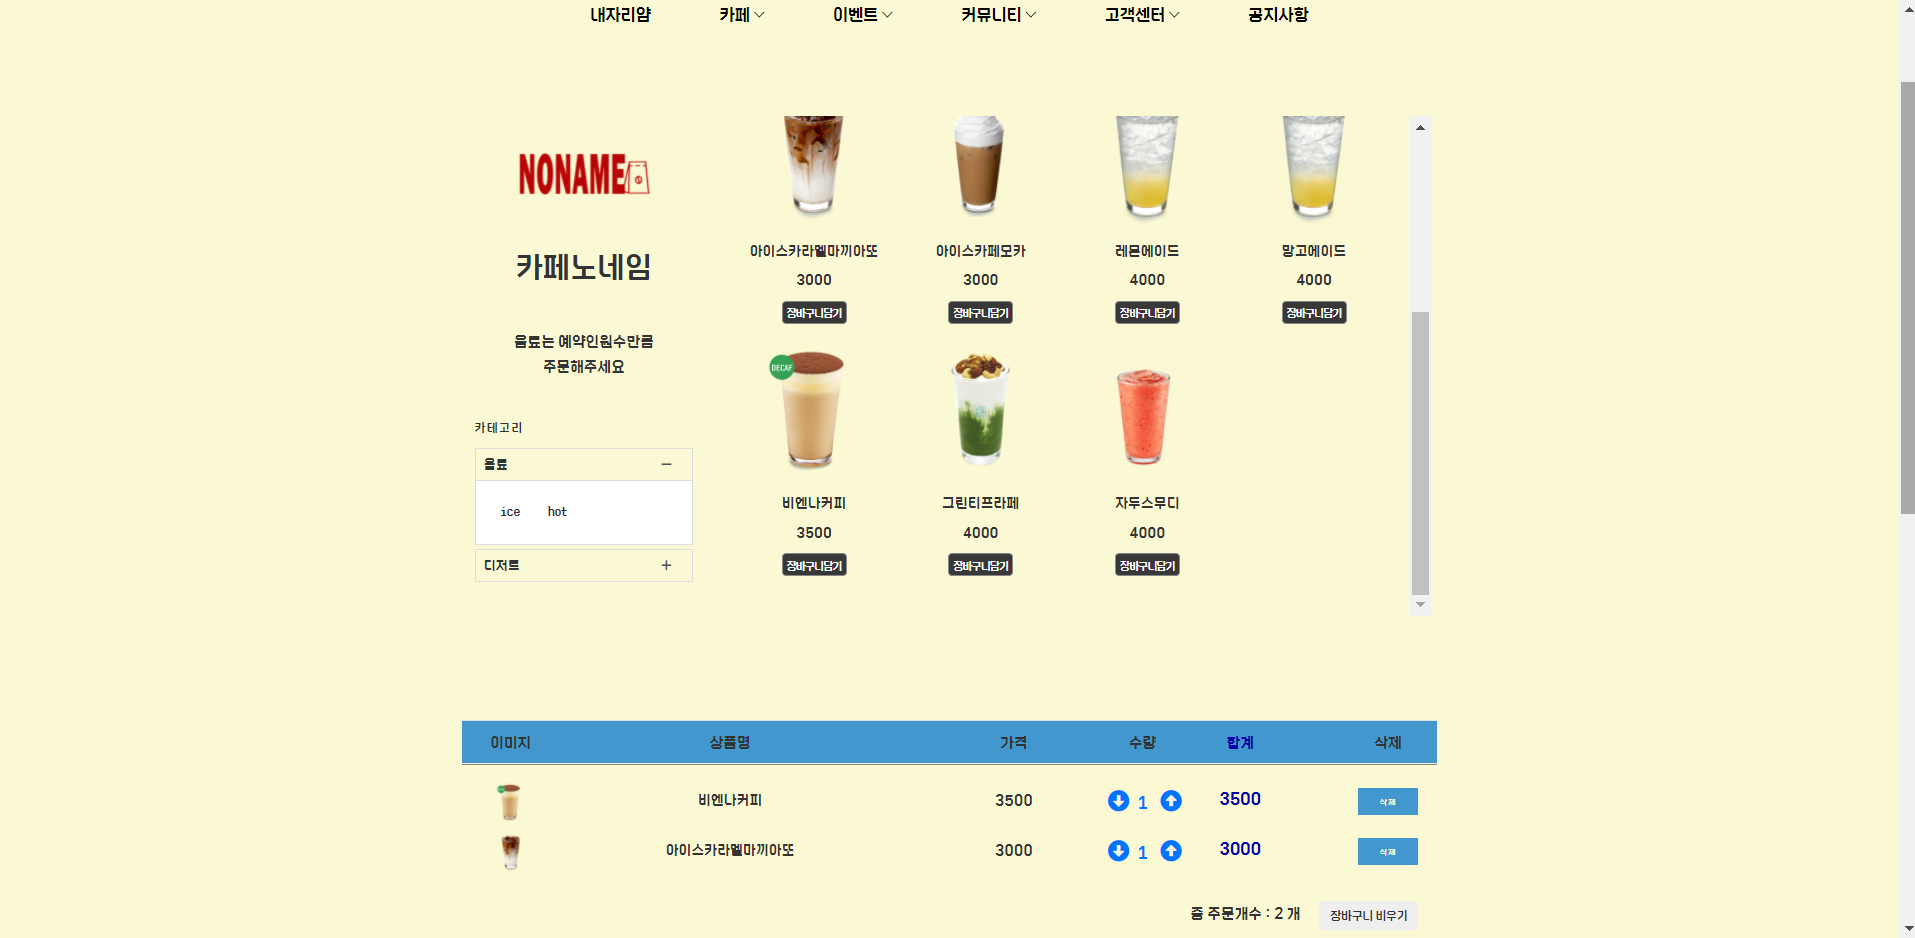 내자리얌 카페 이벤트 커뮤니티 고객센터 공지사항
NONAME
카페노네임
음료는 예약인원수만큼
주문해주세요
카테고리
음료 −
ice hot
디저트 +
아이스카라멜마끼아또 아이스카페모카 레몬에이드 망고에이드
3000 3000 4000 4000
장바구니담기 장바구니담기 장바구니담기 장바구니담기
DECAF
비엔나커피 그린티프라페 자두스무디
3500 4000 4000
장바구니담기 장바구니담기 장바구니담기
이미지 상품명 가격 수량 합계 삭제
비엔나커피 3500 1 3500 삭제
아이스카라멜마끼아또 3000 1 3000 삭제
총 주문개수 : 2 개 장바구니 비우기